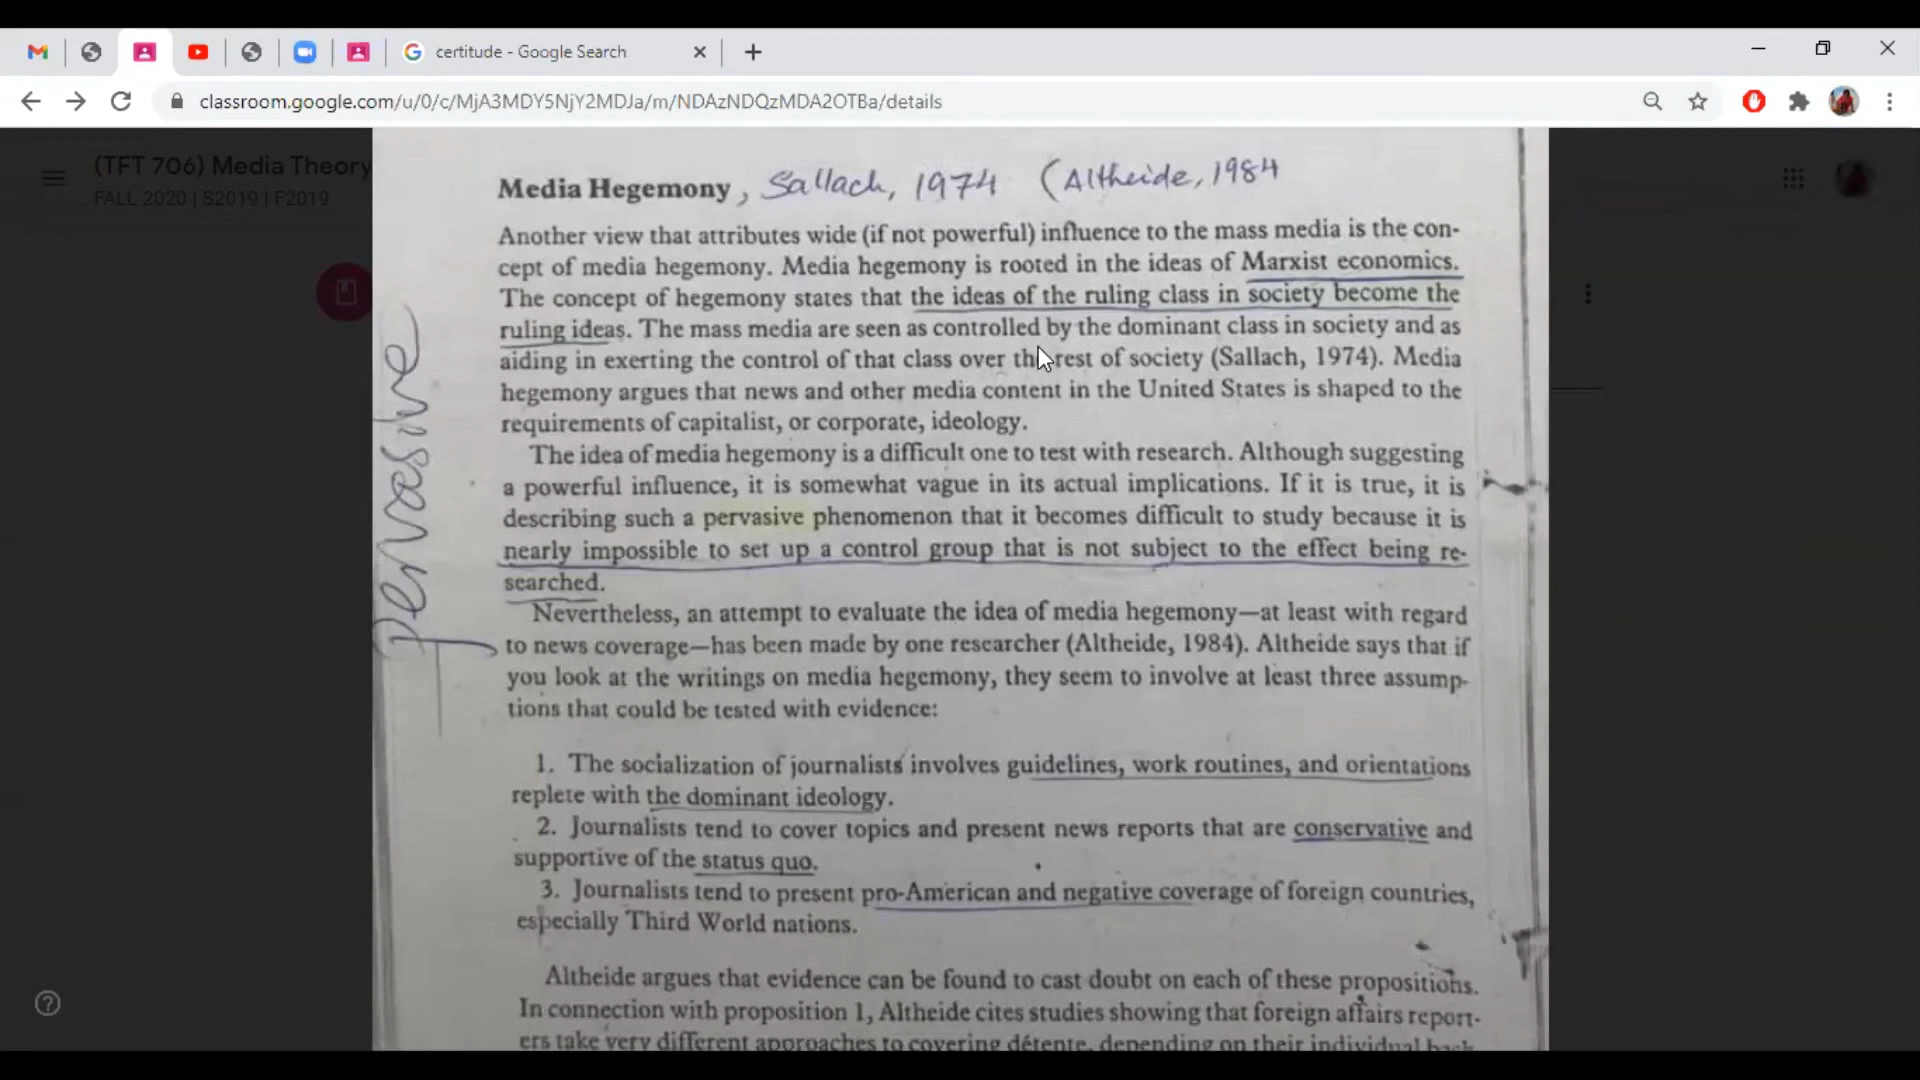 certitude - Google Search
classroom.google.com/u/0/c/MjA3MDY5NjY2MDJa/m/NDAzNDQzMDA2OTBa/details
(TFT 706) Media Theory
FALL 2020 | S2019 | F2019
Media Hegemony, Sallach, 1974 (Altheide, 1984
Another view that attributes wide (if not powerful) influence to the mass media is the con-
cept of media hegemony. Media hegemony is rooted in the ideas of Marxist economics.
The concept of hegemony states that the ideas of the ruling class in society become the
ruling ideas. The mass media are seen as controlled by the dominant class in society and as
aiding in exerting the control of that class over the rest of society (Sallach, 1974). Media
hegemony argues that news and other media content in the United States is shaped to the
requirements of capitalist, or corporate, ideology.
The idea of media hegemony is a difficult one to test with research. Although suggesting
a powerful influence, it is somewhat vague in its actual implications. If it is true, it is
describing such a pervasive phenomenon that it becomes difficult to study because it is
nearly impossible to set up a control group that is not subject to the effect being re-
searched.
Nevertheless, an attempt to evaluate the idea of media hegemony—at least with regard
to news coverage—has been made by one researcher (Altheide, 1984). Altheide says that if
you look at the writings on media hegemony, they seem to involve at least three assump-
tions that could be tested with evidence:
1. The socialization of journalists involves guidelines, work routines, and orientations
replete with the dominant ideology.
2. Journalists tend to cover topics and present news reports that are conservative and
supportive of the status quo.
3. Journalists tend to present pro-American and negative coverage of foreign countries,
especially Third World nations.
Altheide argues that evidence can be found to cast doubt on each of these propositions.
In connection with proposition 1, Altheide cites studies showing that foreign affairs report-
ers take very different approaches to covering détente, depending on their individual back
pervasive